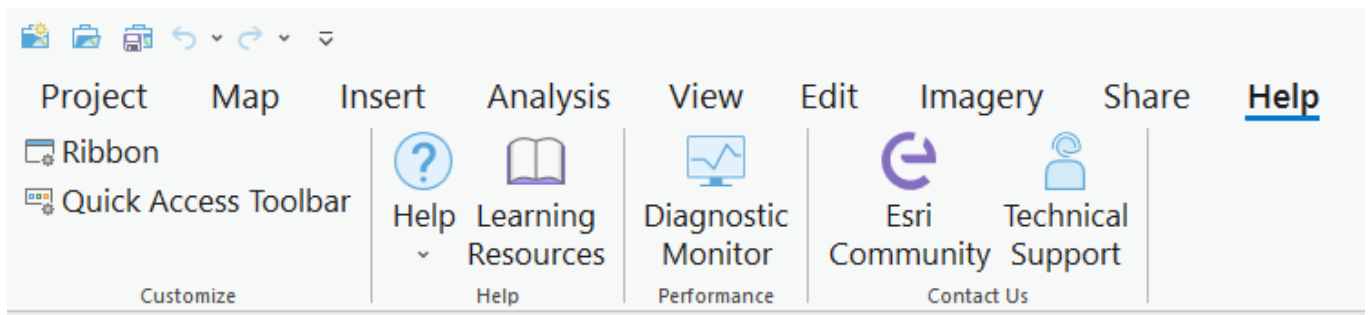 Project Map Insert Analysis View Edit Imagery Share Help
Ribbon
Quick Access Toolbar
Customize
Help
Learning
Resources
Help
Diagnostic
Monitor
Performance
Esri
Community
Technical
Support
Contact Us